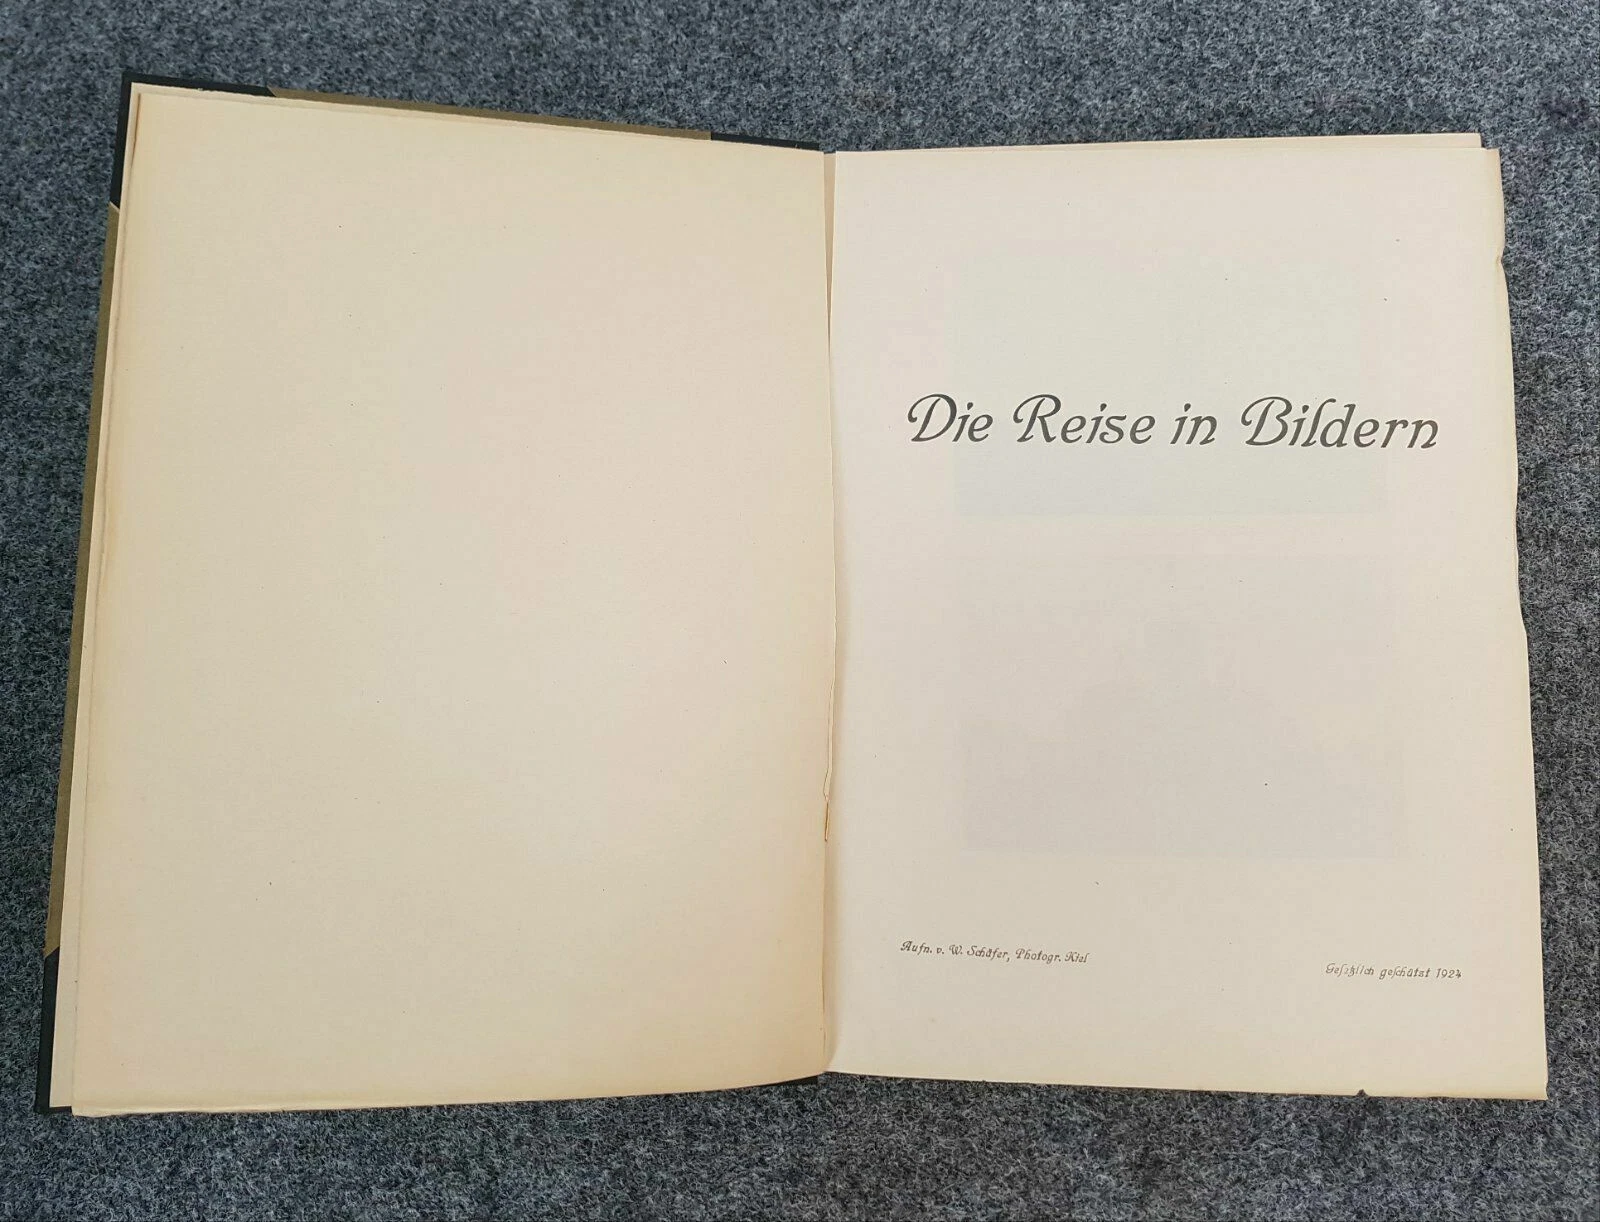 Die Reise in Bildern
Aufn. v. W. Schäfer, Photogr. Kiel
Geſetzlich geſchützt 1924